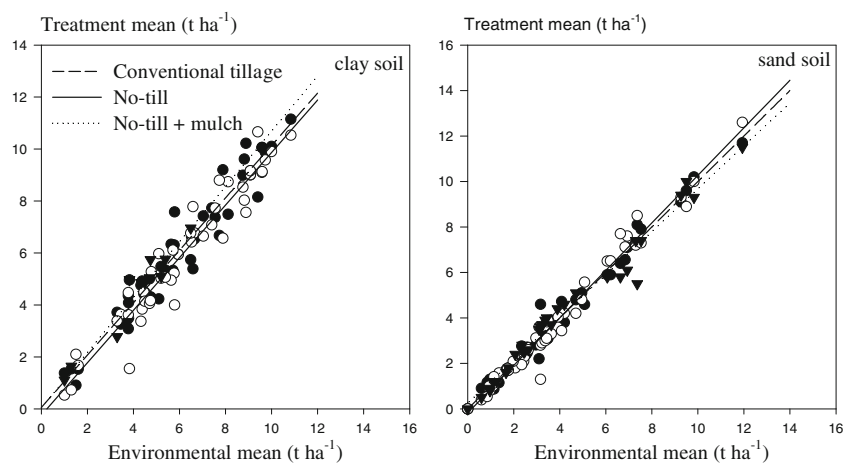 Treatment mean (t ha⁻¹)
clay soil
Conventional tillage
No-till
No-till + mulch
14
12
10
8
6
4
2
0
0 2 4 6 8 10 12 14 16
Environmental mean (t ha⁻¹)
Treatment mean (t ha⁻¹)
sand soil
16
14
12
10
8
6
4
2
0
0 2 4 6 8 10 12 14 16
Environmental mean (t ha⁻¹)